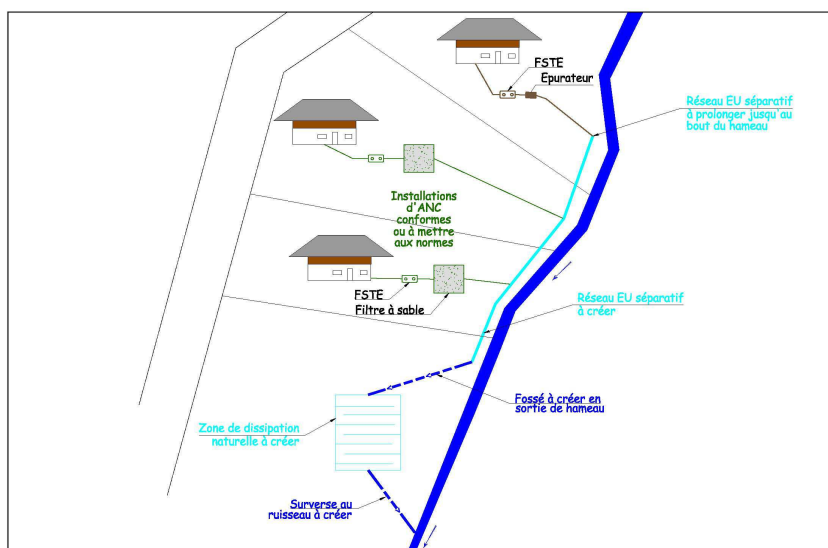 FSTE
Epurateur
Réseau EU séparatif
à prolonger jusqu'au
bout du hameau
Installations
d'ANC
conformes
ou à mettre
aux normes
FSTE
Filtre à sable
Réseau EU séparatif
à créer
Fossé à créer en
sortie de hameau
Zone de dissipation
naturelle à créer
Surverse au
ruisseau à créer